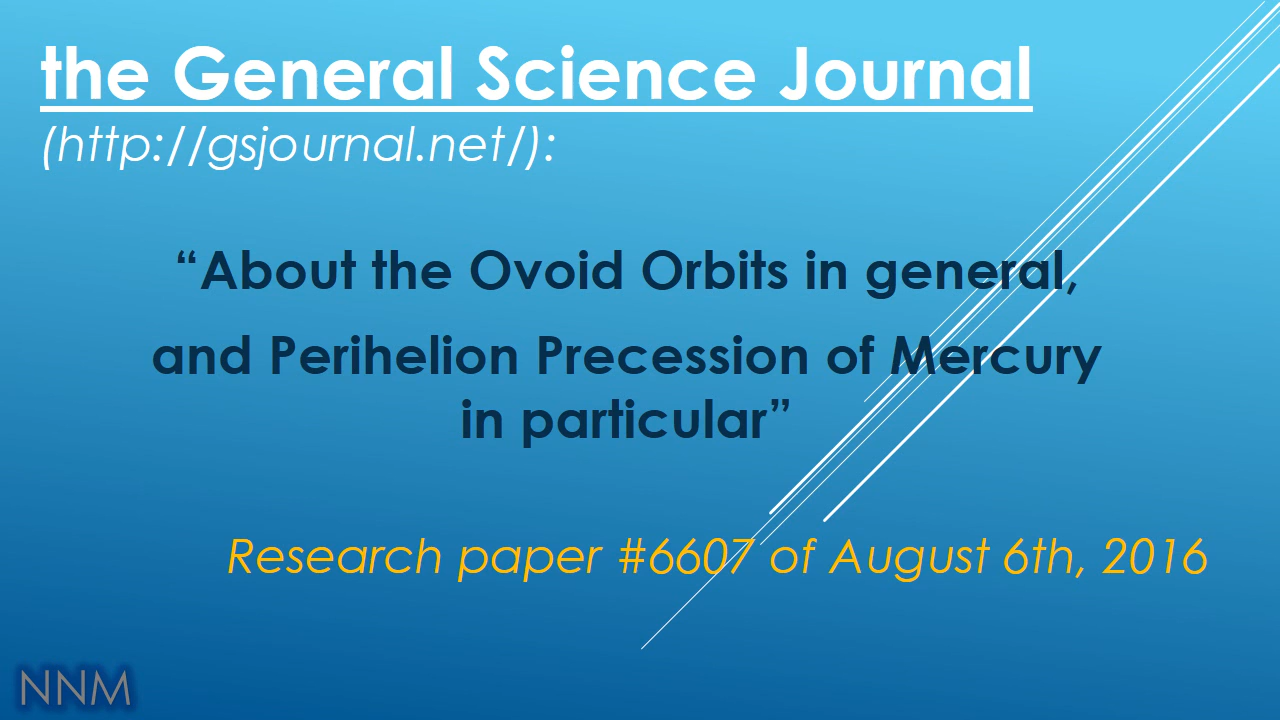 the General Science Journal
(http://gsjournal.net/):
“About the Ovoid Orbits in general,
and Perihelion Precession of Mercury
in particular”
Research paper #6607 of August 6th, 2016
NNM